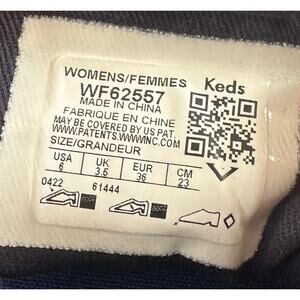 WOMENS/FEMMES Keds
WF62557
MADE IN CHINA
FABRIQUE EN CHINE
MAY BE COVERED BY US PAT.
WWW.PATENTS.WWWINC.COM
SIZE/GRANDEUR
USA UK EUR CM
6 3.5 36 23
0422 61444